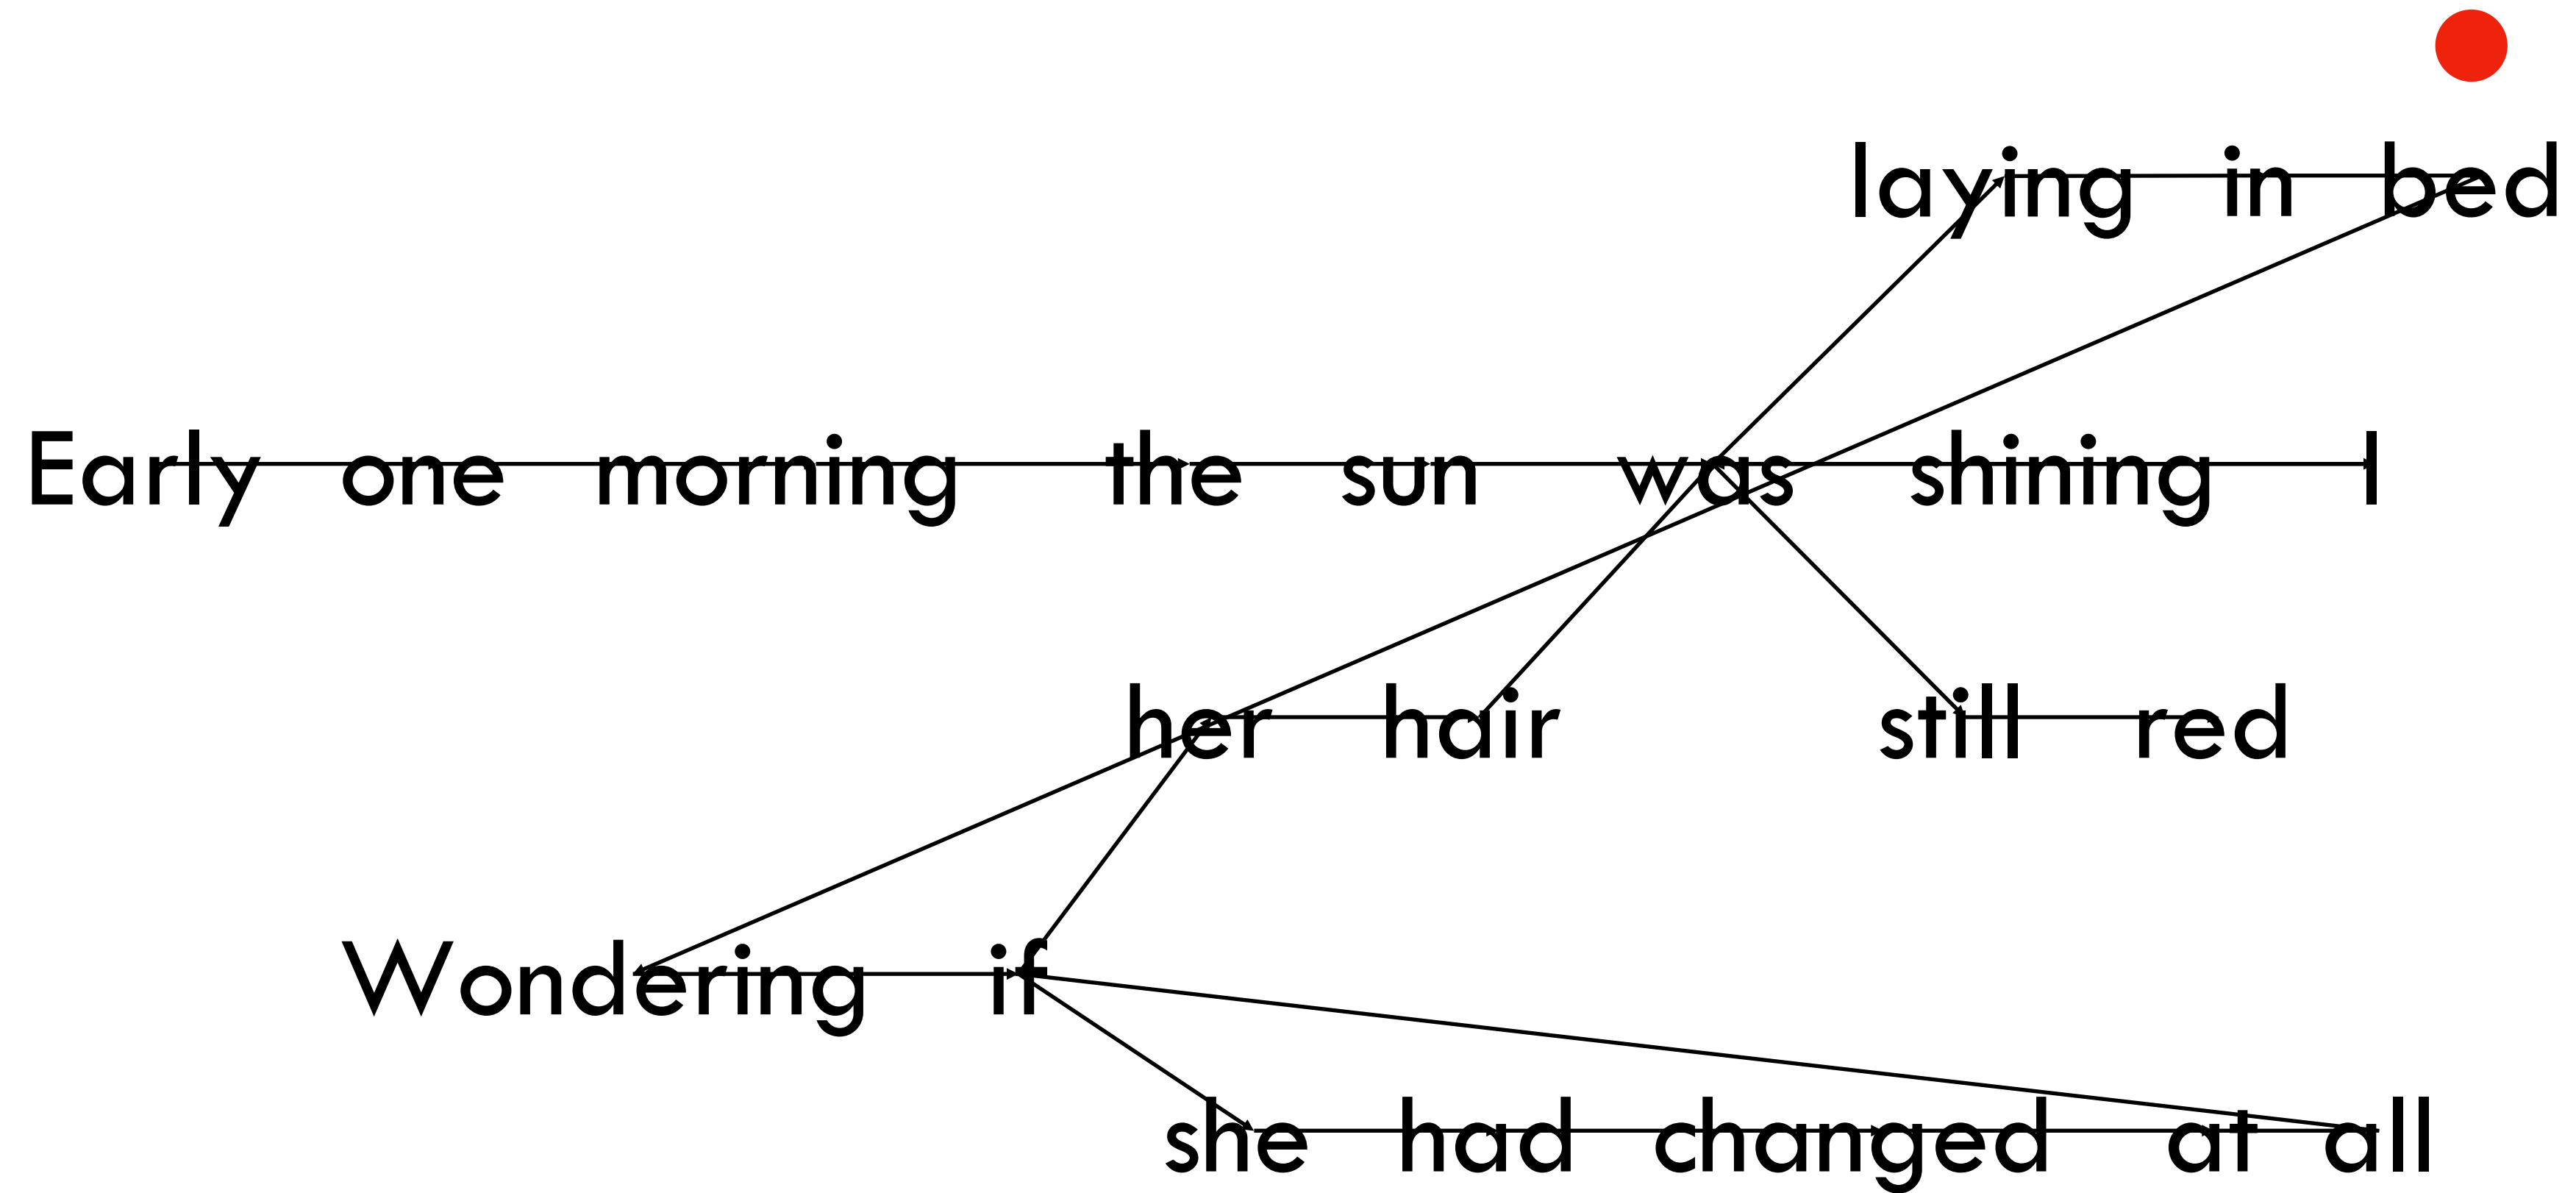 laying in bed
Early one morning the sun was shining I
her hair still red
Wondering if
she had changed at all